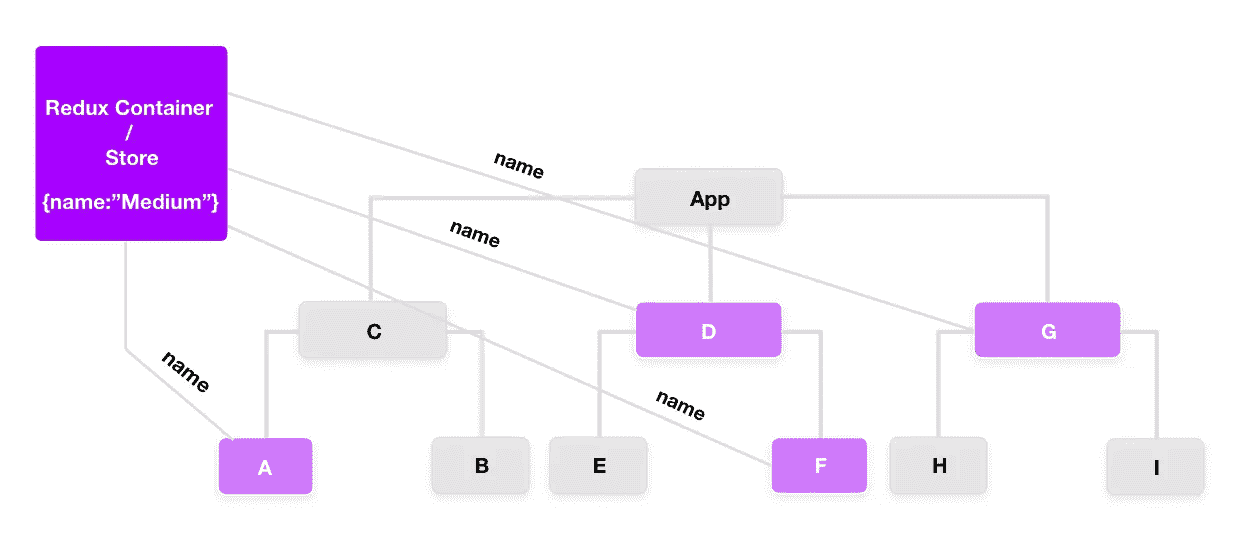 Redux Container
/
Store
{name:”Medium”}
name
App
name
C
D
G
name
name
A
B
E
F
H
I